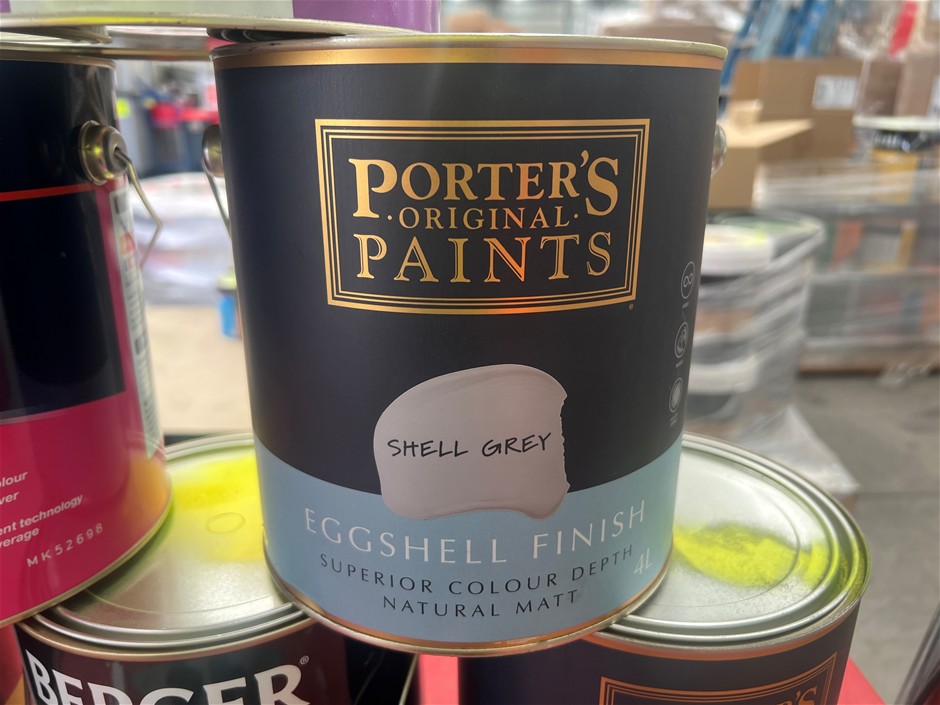 PORTER'S
·ORIGINAL·
PAINTS
SHELL GREY
EGGSHELL FINISH
SUPERIOR COLOUR DEPTH
NATURAL MATT
4L
olour
ver
ent technology
verage
MK52698
BERGER®
PORTER'S